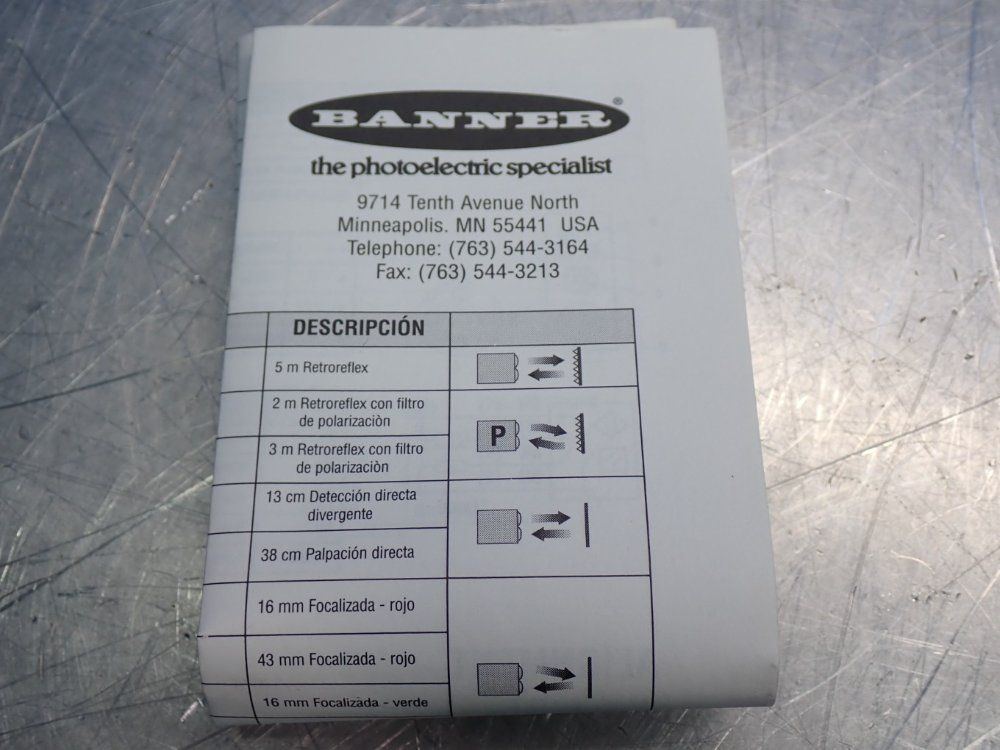 BANNER®
the photoelectric specialist
9714 Tenth Avenue North
Minneapolis. MN 55441 USA
Telephone: (763) 544-3164
Fax: (763) 544-3213
DESCRIPCIÓN
5 m Retroreflex
2 m Retroreflex con filtro
de polarizaciòn
P
3 m Retroreflex con filtro
de polarizaciòn
13 cm Detección directa
divergente
38 cm Palpación directa
16 mm Focalizada - rojo
43 mm Focalizada - rojo
16 mm Focalizada - verde